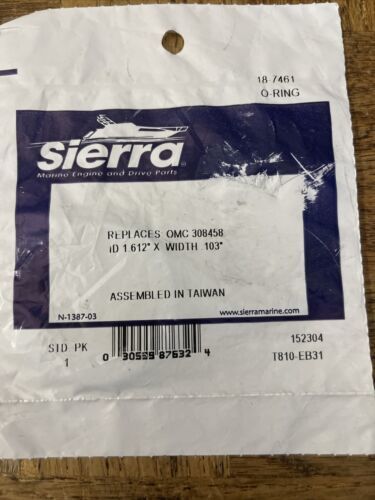 18-7461
O-RING
Sierra
Marine Engine and Drive Parts
REPLACES OMC 308458
ID 1.612" X WIDTH .103"
ASSEMBLED IN TAIWAN
N-1387-03
www.sierramarine.com
STD PK
1
0 30999 87632 4
152304
T810-EB31